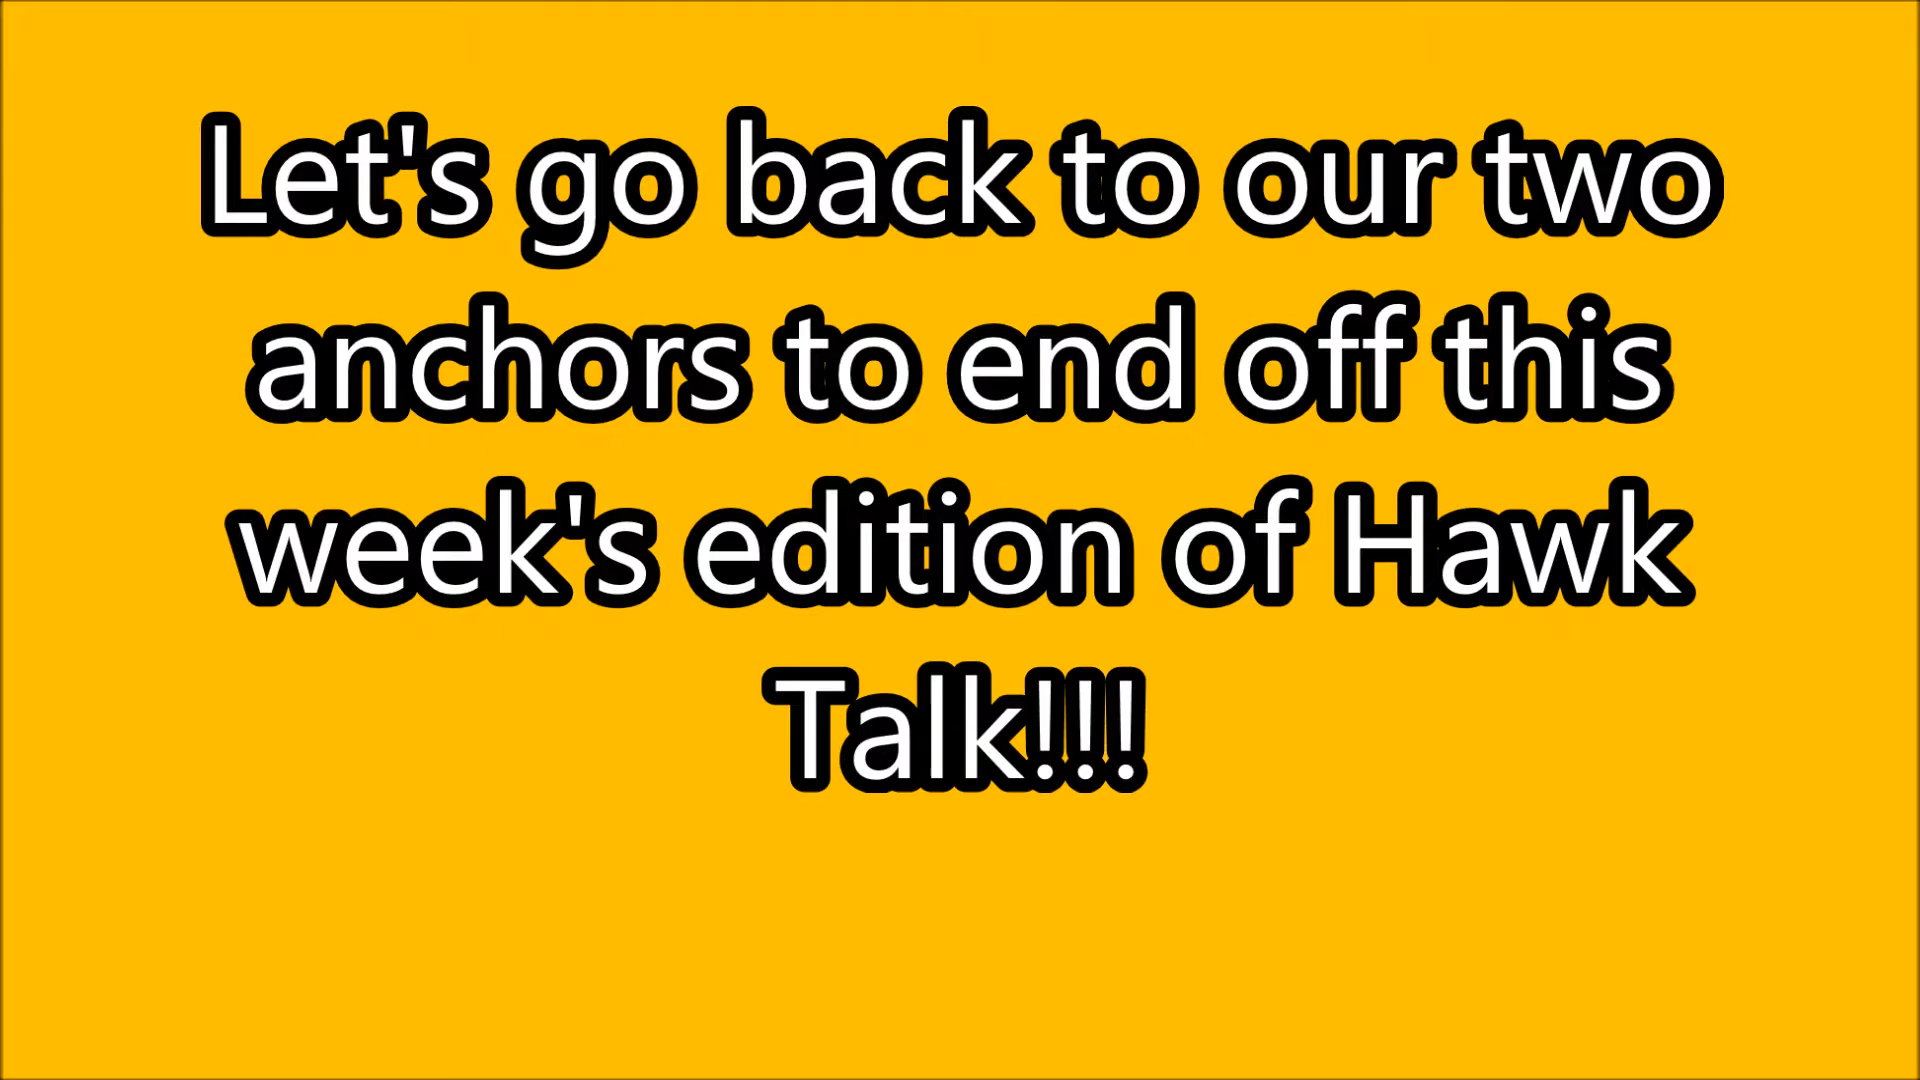 Let's go back to our two
anchors to end off this
week's edition of Hawk
Talk!!!